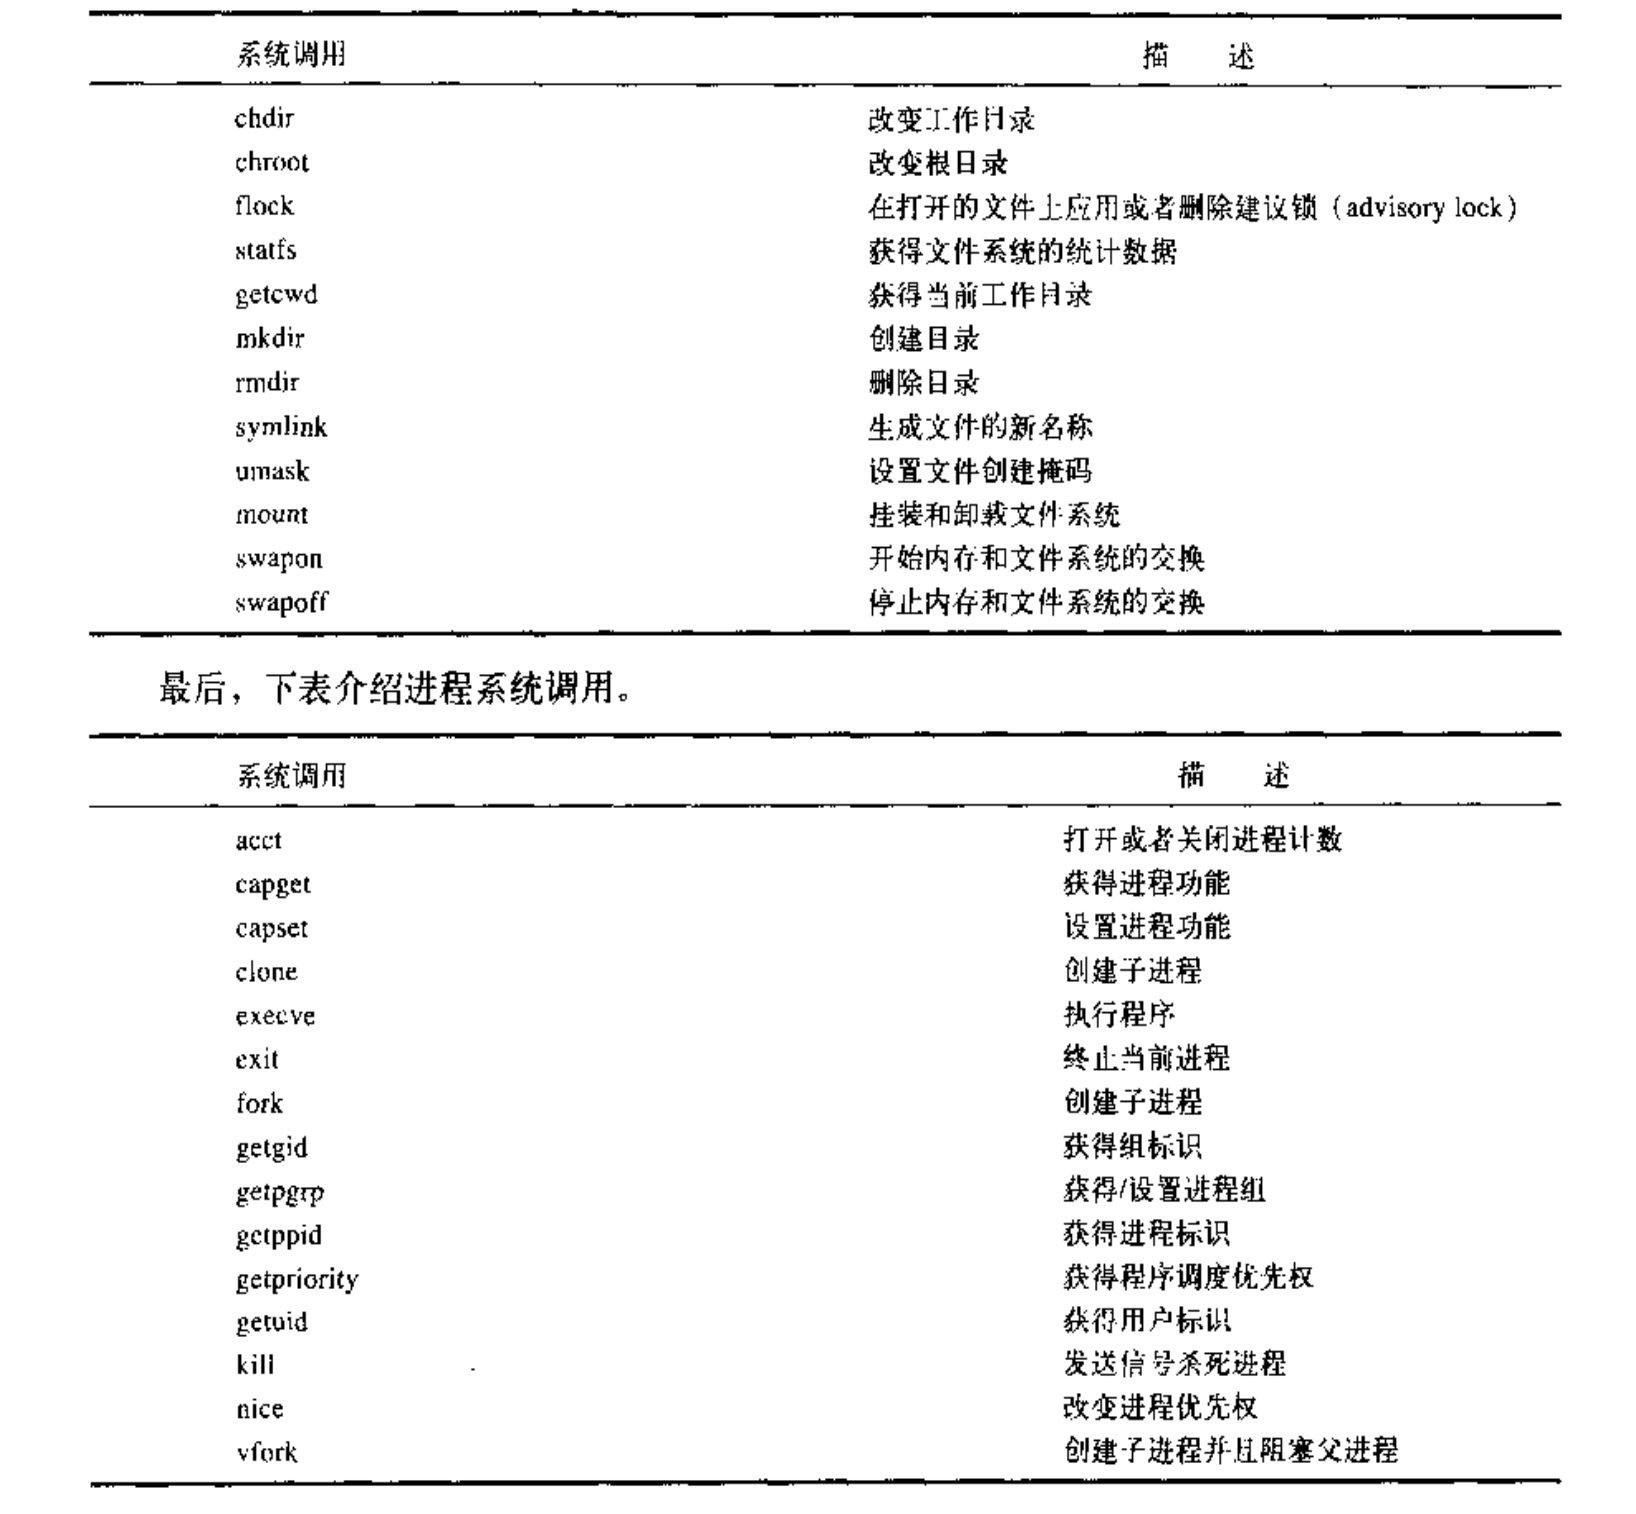 系统调用 描 述
chdir 改变工作目录
chroot 改变根目录
flock 在打开的文件上应用或者删除建议锁（advisory lock）
statfs 获得文件系统的统计数据
getcwd 获得当前工作目录
mkdir 创建目录
rmdir 删除目录
symlink 生成文件的新名称
umask 设置文件创建掩码
mount 挂装和卸载文件系统
swapon 开始内存和文件系统的交换
swapoff 停止内存和文件系统的交换
最后，下表介绍进程系统调用。
系统调用 描 述
acct 打开或者关闭进程计数
capget 获得进程功能
capset 设置进程功能
clone 创建子进程
execve 执行程序
exit 终止当前进程
fork 创建子进程
getgid 获得组标识
getpgrp 获得/设置进程组
getppid 获得进程标识
getpriority 获得程序调度优先权
getuid 获得用户标识
kill 发送信号杀死进程
nice 改变进程优先权
vfork 创建子进程并且阻塞父进程